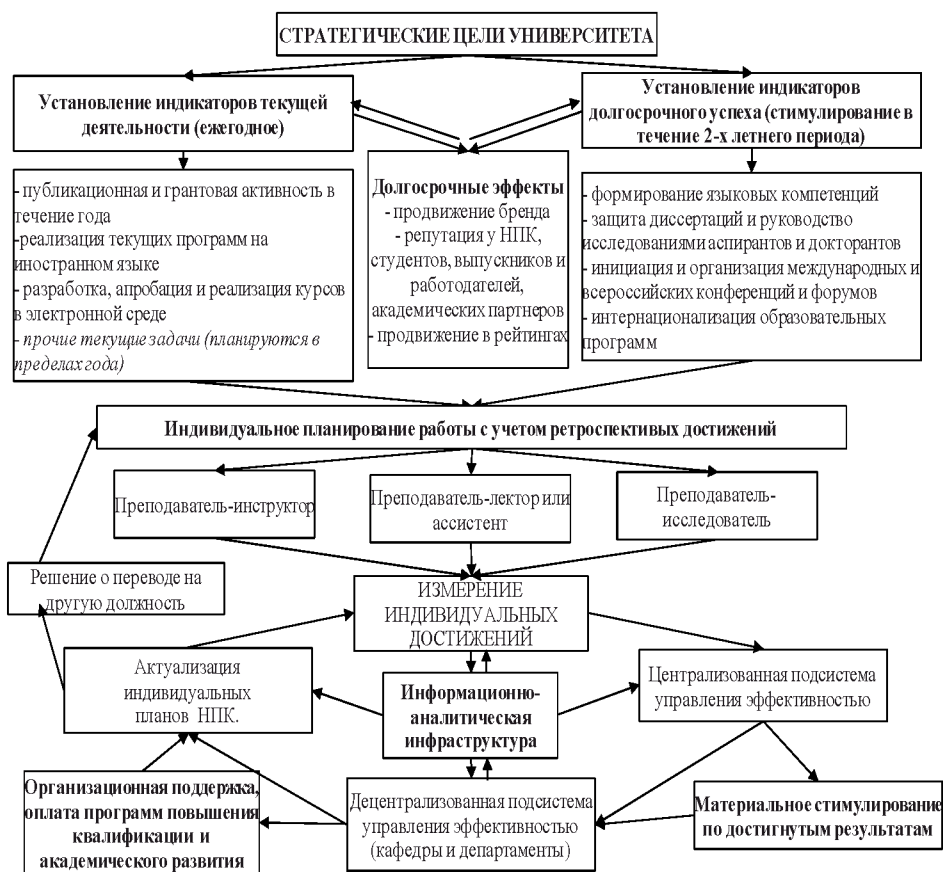 СТРАТЕГИЧЕСКИЕ ЦЕЛИ УНИВЕРСИТЕТА
Установление индикаторов текущей
деятельности (ежегодное)
Установление индикаторов
долгосрочного успеха (стимулирование в
течение 2-х летнего периода)
- публикационная и грантовая активность в
течение года
-реализация текущих программ на
иностранном языке
- разработка, апробация и реализация курсов
в электронной среде
- прочие текущие задачи (планируются в
пределах года)
Долгосрочные эффекты
- продвижение бренда
- репутация у НПК,
студентов, выпускников и
работодателей,
академических партнеров
- продвижение в рейтингах
- формирование языковых компетенций
- защита диссертаций и руководство
исследованиями аспирантов и докторантов
- инициация и организация международных и
всероссийских конференций и форумов
- интернационализация образовательных
программ
Индивидуальное планирование работы с учетом ретроспективых достижений
Преподаватель-инструктор
Преподаватель-лектор или
ассистент
Преподаватель-
исследователь
Решение о переводе на
другую должность
ИЗМЕРЕНИЕ
ИНДИВИДУАЛЬНЫХ
ДОСТИЖЕНИЙ
Актуализация
индивидуальных
планов НПК.
Информационно-
аналитическая
инфраструктура
Централизованная подсистема
управления эффективностью
Организационная поддержка,
оплата программ повышения
квалификации и
академического развития
Децентрализованная подсистема
управления эффективностью
(кафедры и департаменты)
Материальное стимулирование
по достигнутым результатам